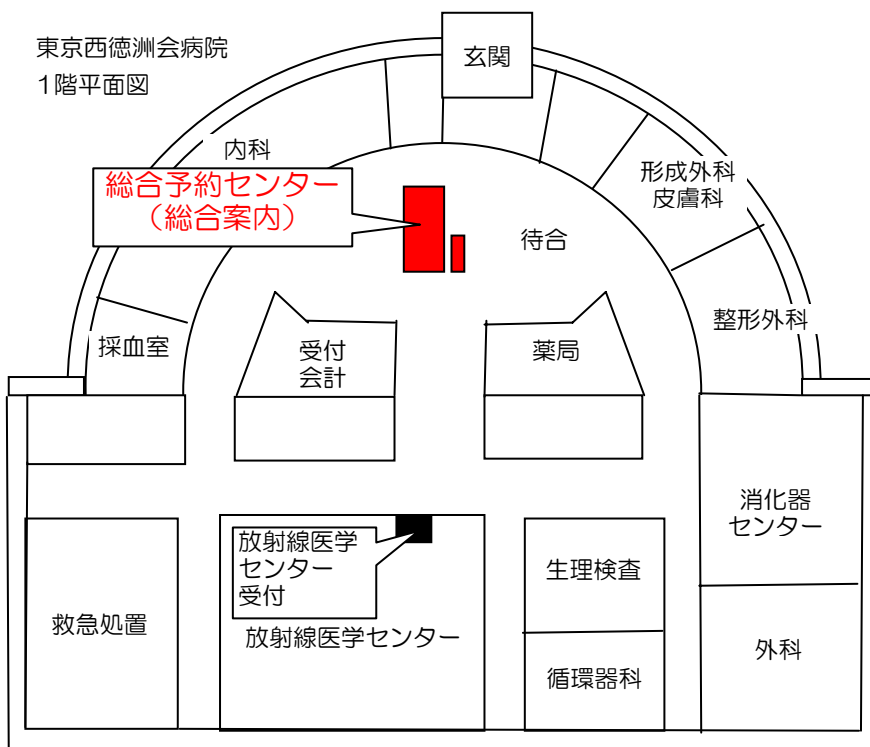 東京西徳洲会病院
1階平面図
玄関
内科
総合予約センター
（総合案内）
形成外科
皮膚科
待合
整形外科
採血室
受付
会計
薬局
消化器
センター
放射線医学
センター
受付
生理検査
救急処置
放射線医学センター
外科
循環器科